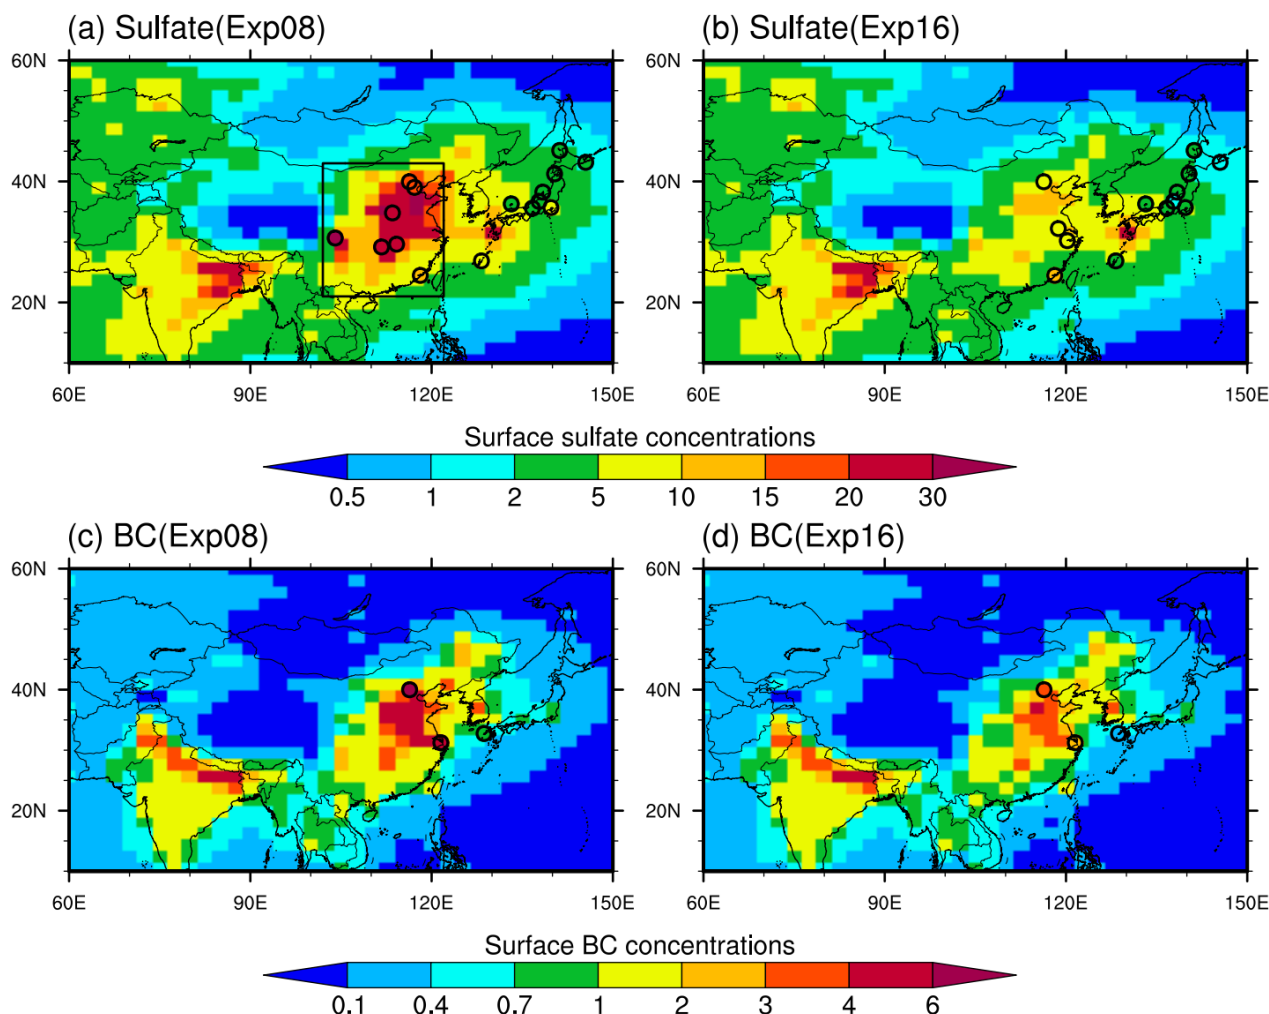 (a) Sulfate(Exp08)
(b) Sulfate(Exp16)
60N
60N
40N
40N
20N
20N
60E 90E 120E 150E
60E 90E 120E 150E
Surface sulfate concentrations
0.5 1 2 5 10 15 20 30
(c) BC(Exp08)
(d) BC(Exp16)
60N
60N
40N
40N
20N
20N
60E 90E 120E 150E
60E 90E 120E 150E
Surface BC concentrations
0.1 0.4 0.7 1 2 3 4 6